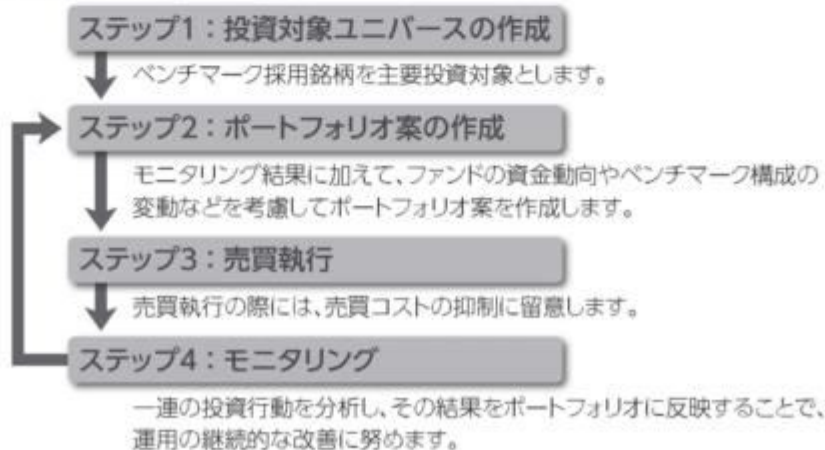 ステップ1：投資対象ユニバースの作成
ベンチマーク採用銘柄を主要投資対象とします。
ステップ2：ポートフォリオ案の作成
モニタリング結果に加えて、ファンドの資金動向やベンチマーク構成の
変動などを考慮してポートフォリオ案を作成します。
ステップ3：売買執行
売買執行の際には、売買コストの抑制に留意します。
ステップ4：モニタリング
一連の投資行動を分析し、その結果をポートフォリオに反映することで、
運用の継続的な改善に努めます。